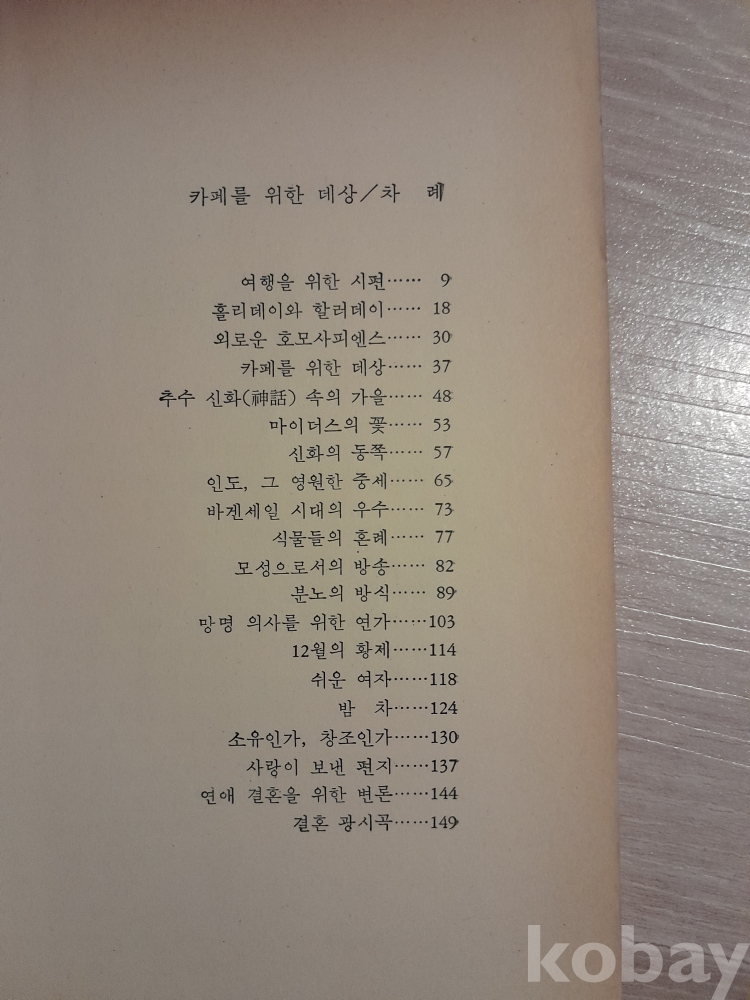 카페를 위한 데상/차 례
여행을 위한 시편…… 9
홀리데이와 할러데이…… 18
외로운 호모사피엔스…… 30
카페를 위한 데상…… 37
추수 신화(神話) 속의 가을…… 48
마이더스의 꽃…… 53
신화의 동쪽…… 57
인도, 그 영원한 중세…… 65
바겐세일 시대의 우수…… 73
식물들의 혼례…… 77
모성으로서의 방송…… 82
분노의 방식…… 89
망명 의사를 위한 연가……103
12월의 황제……114
쉬운 여자……118
밤 차……124
소유인가, 창조인가……130
사랑이 보낸 편지……137
연애 결혼을 위한 변론……144
결혼 광시곡……149
kobay